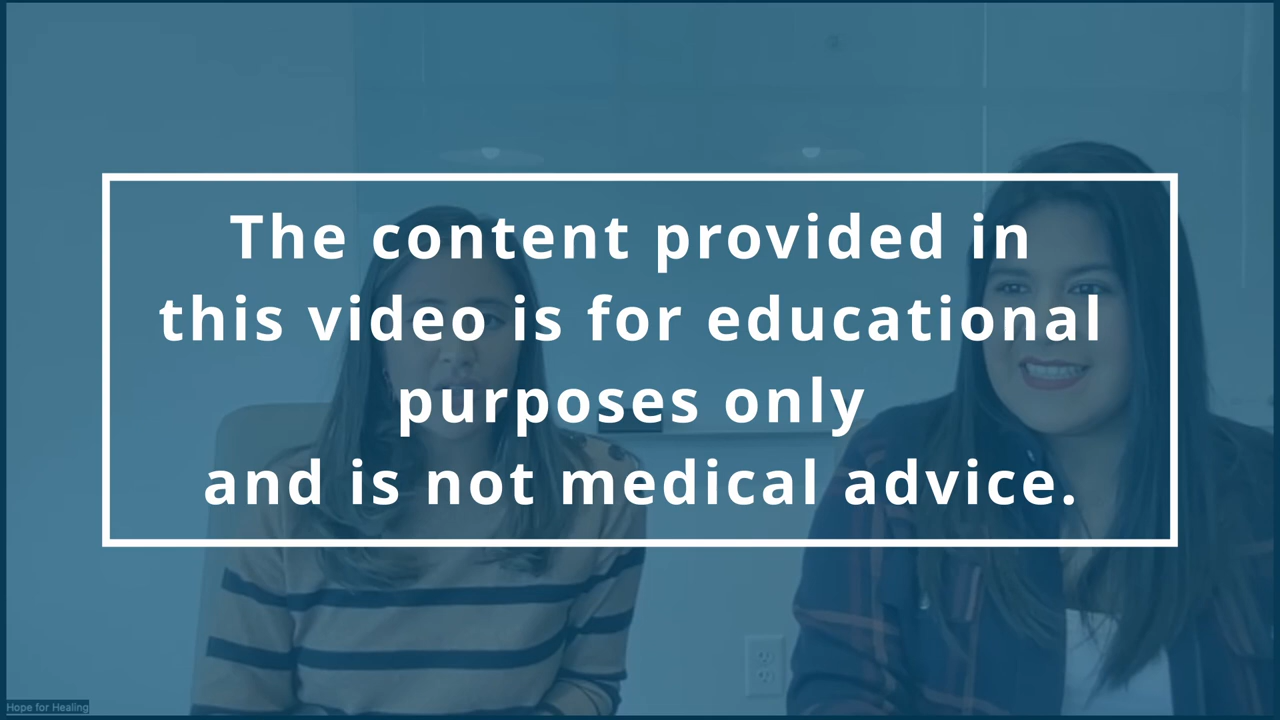 The content provided in
this video is for educational
purposes only
and is not medical advice.
Hope for Healing